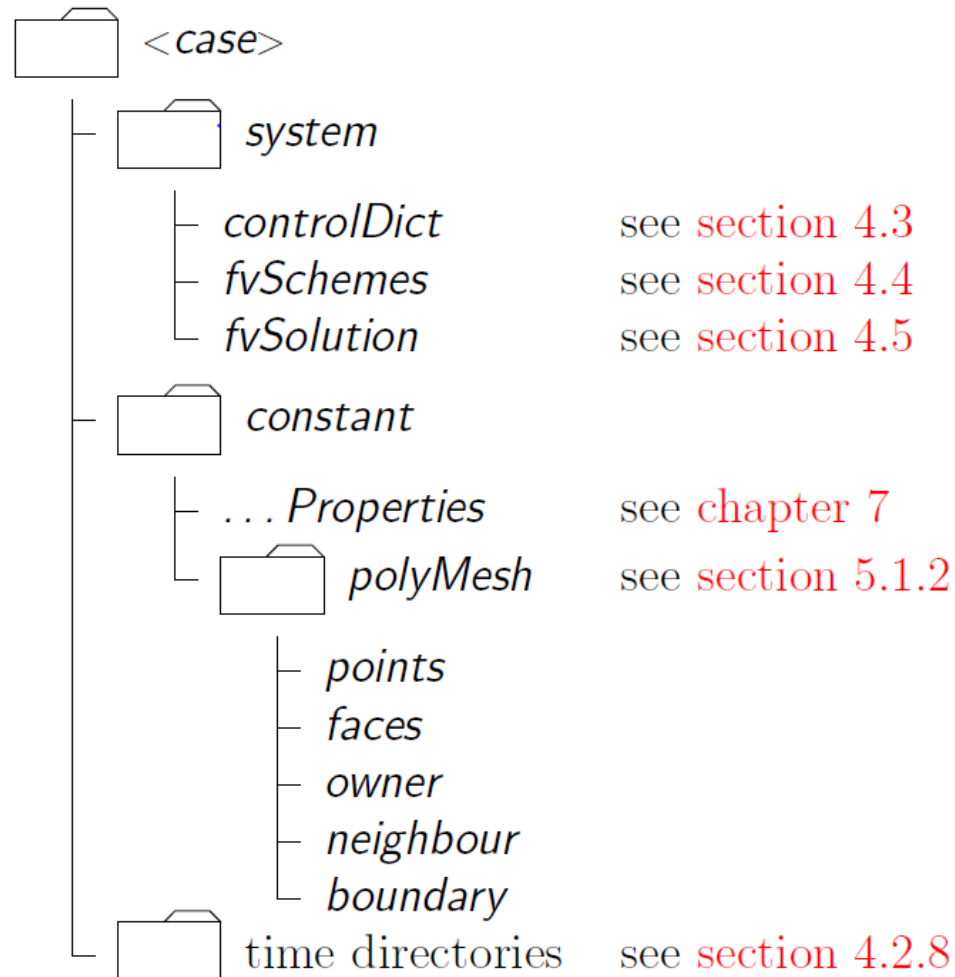 <case>
system
controlDict see section 4.3
fvSchemes see section 4.4
fvSolution see section 4.5
constant
...Properties see chapter 7
polyMesh see section 5.1.2
points
faces
owner
neighbour
boundary
time directories see section 4.2.8